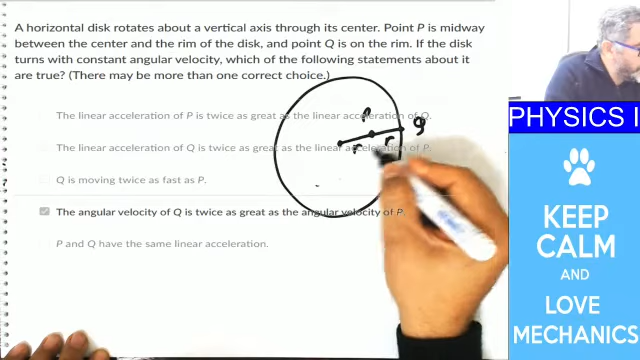 A horizontal disk rotates about a vertical axis through its center. Point P is midway
between the center and the rim of the disk, and point Q is on the rim. If the disk
turns with constant angular velocity, which of the following statements about it
are true? (There may be more than one correct choice.)
The linear acceleration of P is twice as great as the linear acceleration of Q.
The linear acceleration of Q is twice as great as the linear acceleration of P.
Q is moving twice as fast as P.
The angular velocity of Q is twice as great as the angular velocity of P.
P and Q have the same linear acceleration.
P
Q
r
r
PHYSICS I
KEEP
CALM
AND
LOVE
MECHANICS